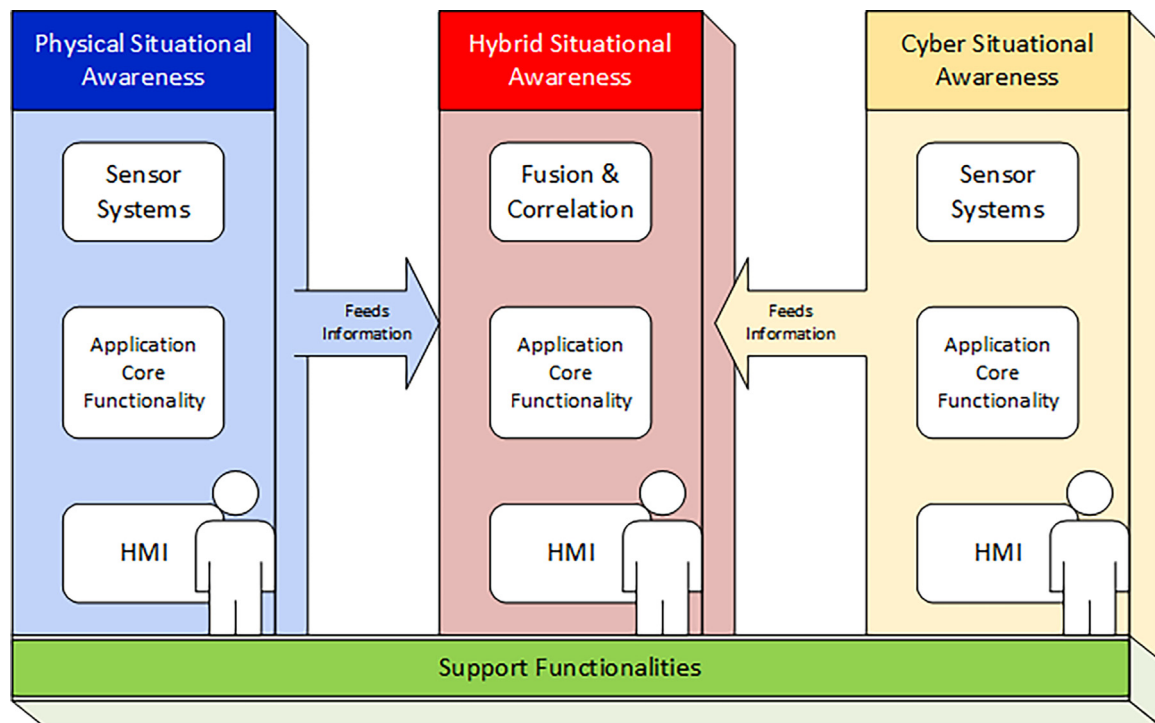 Physical Situational
Awareness
Hybrid Situational
Awareness
Cyber Situational
Awareness
Sensor
Systems
Fusion &
Correlation
Sensor
Systems
Feeds
Information
Feeds
Information
Application
Core
Functionality
Application
Core
Functionality
Application
Core
Functionality
HMI
HMI
HMI
Support Functionalities